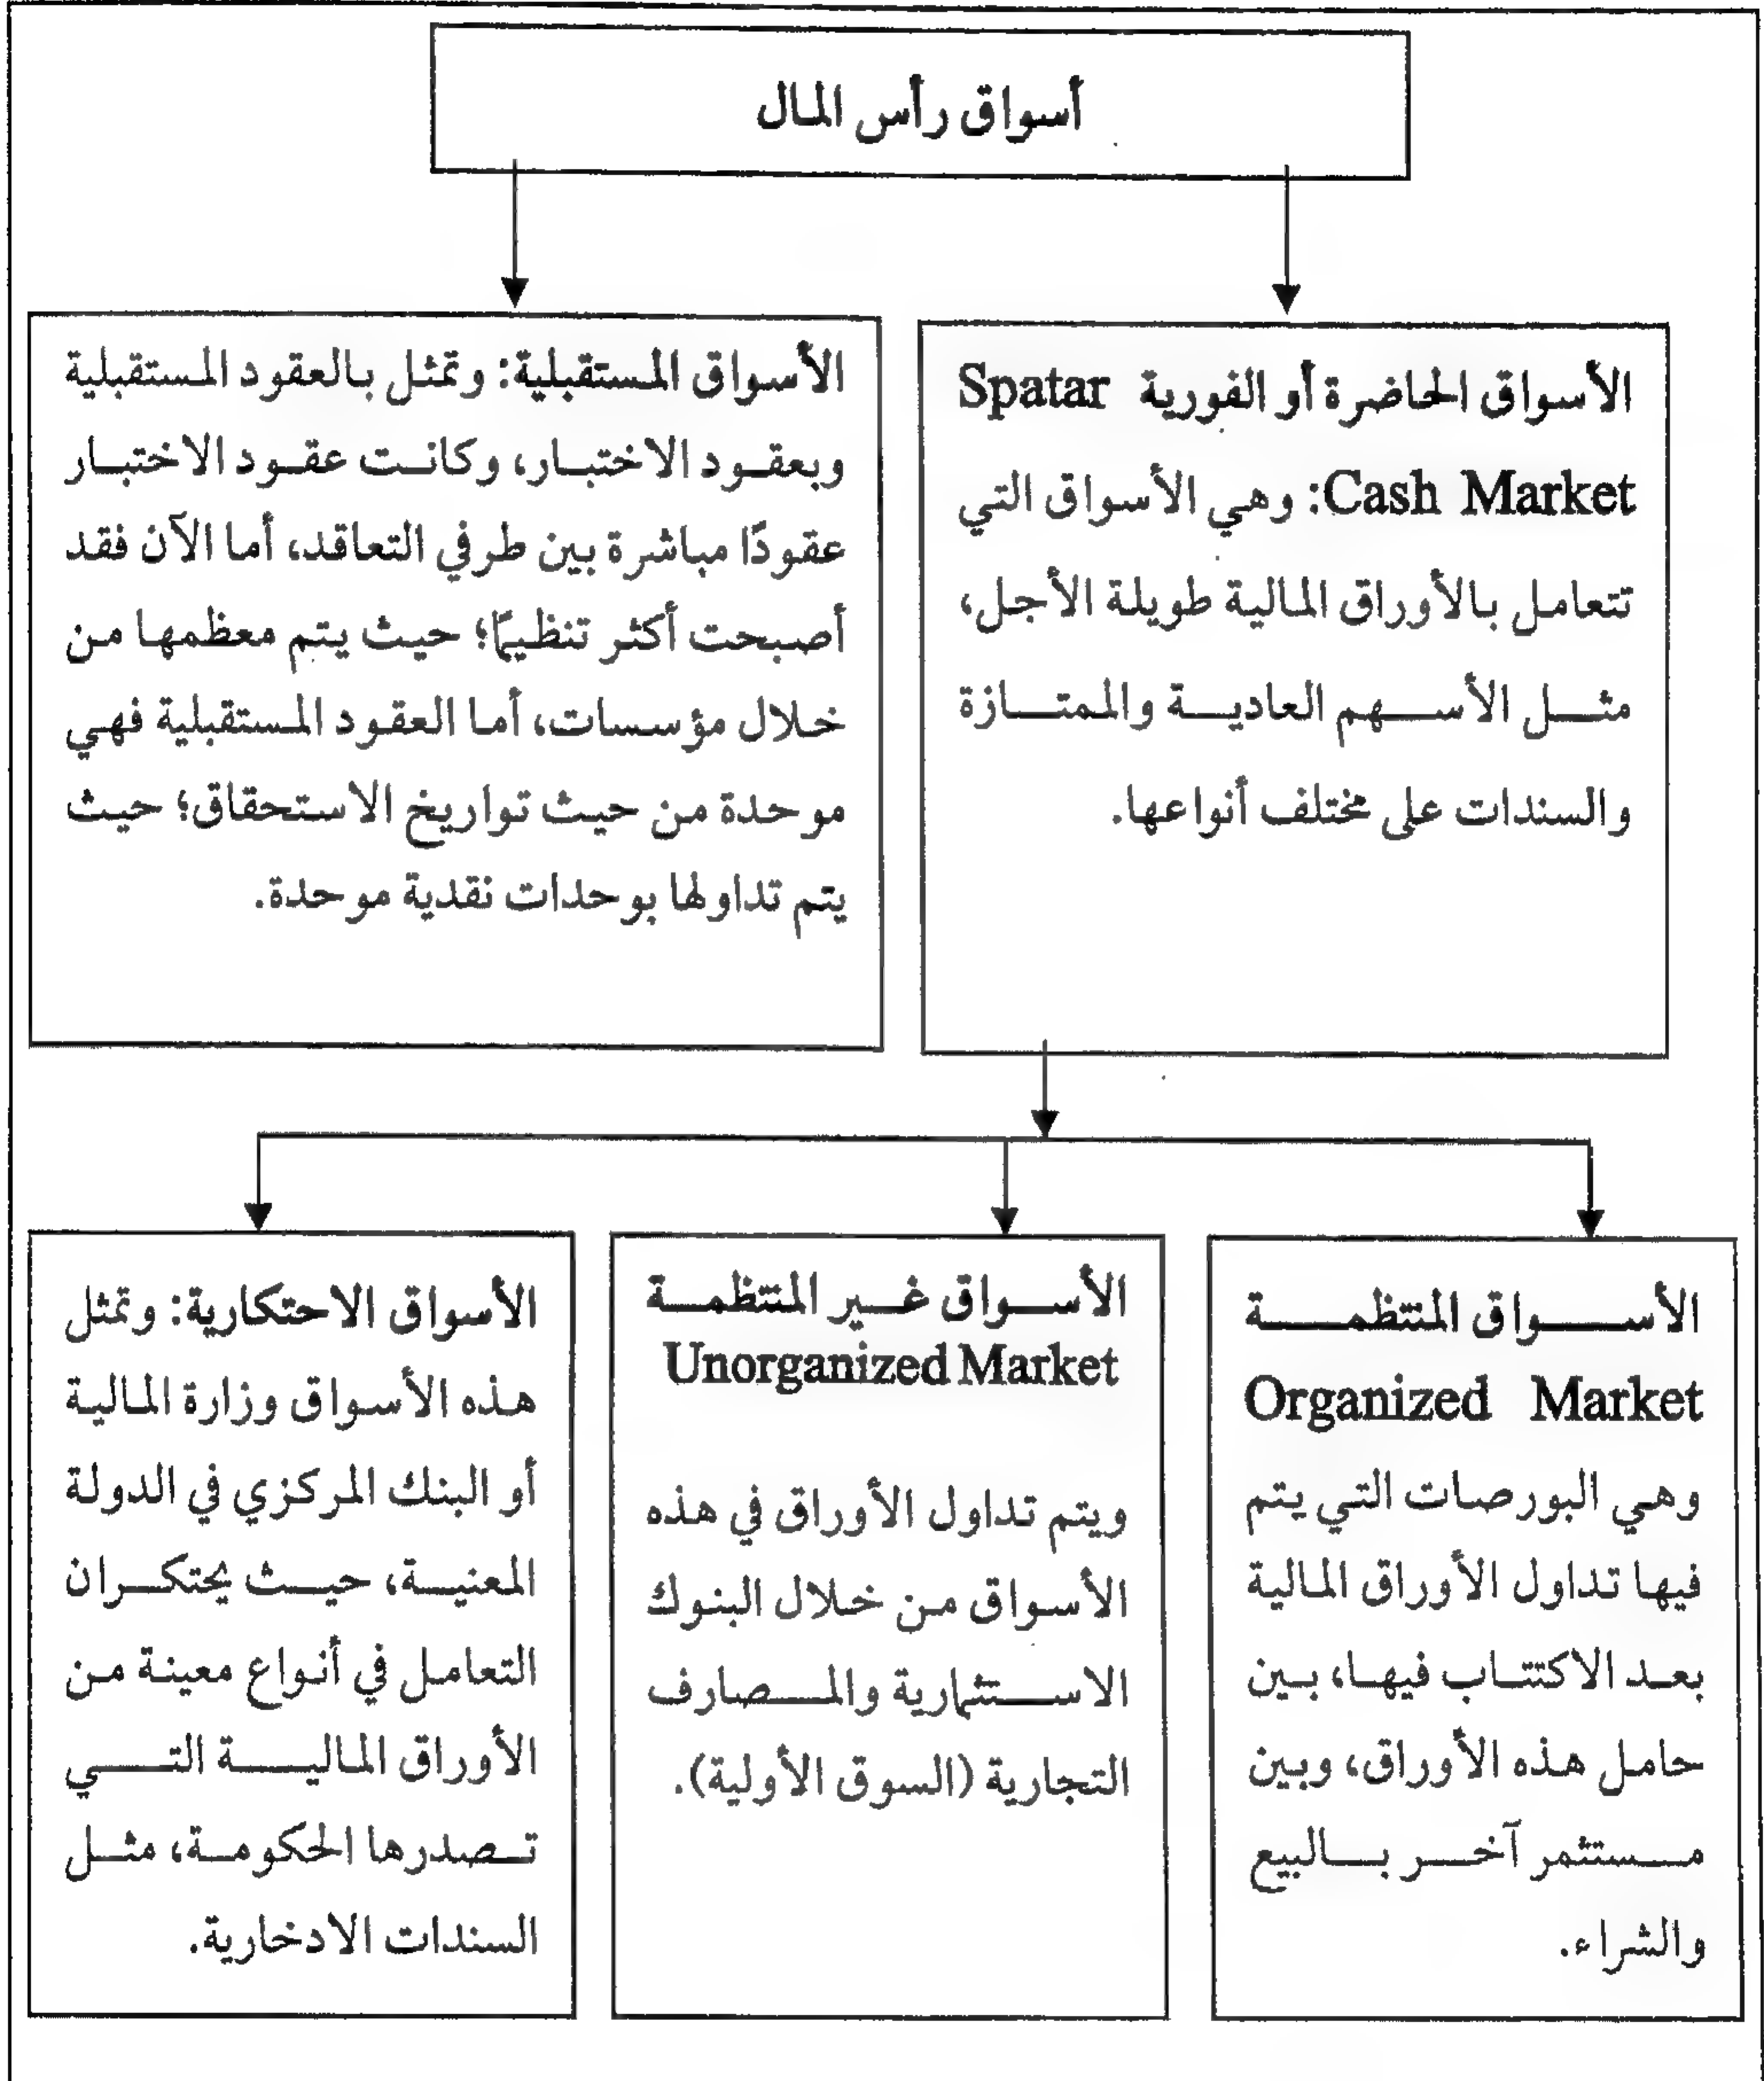 أسواق رأس المال
الأسواق الحاضرة أو الفورية Spatar
Cash Market: وهي الأسواق التي
تتعامل بالأوراق المالية طويلة الأجل،
مثل الأسهم العادية والممتازة
والسندات على مختلف أنواعها.
الأسواق المستقبلية: وتمثل بالعقود المستقبلية
وبعقود الاختبار، وكانت عقود الاختبار
عقودًا مباشرة بين طرفي التعاقد، أما الآن فقد
أصبحت أكثر تنظيمًا؛ حيث يتم معظمها من
خلال مؤسسات، أما العقود المستقبلية فهي
موحدة من حيث تواريخ الاستحقاق؛ حيث
يتم تداولها بوحدات نقدية موحدة.
الأسواق المنتظمة
Organized Market
وهي البورصات التي يتم
فيها تداول الأوراق المالية
بعد الاكتتاب فيها، بين
حامل هذه الأوراق، وبين
مستثمر آخر بالبيع
والشراء.
الأسواق غير المنتظمة
Unorganized Market
ويتم تداول الأوراق في هذه
الأسواق من خلال البنوك
الاستثمارية والمصارف
التجارية (السوق الأولية).
الأسواق الاحتكارية: وتمثل
هذه الأسواق وزارة المالية
أو البنك المركزي في الدولة
المعنية، حيث يحتكران
التعامل في أنواع معينة من
الأوراق المالية التي
تصدرها الحكومة، مثل
السندات الادخارية.